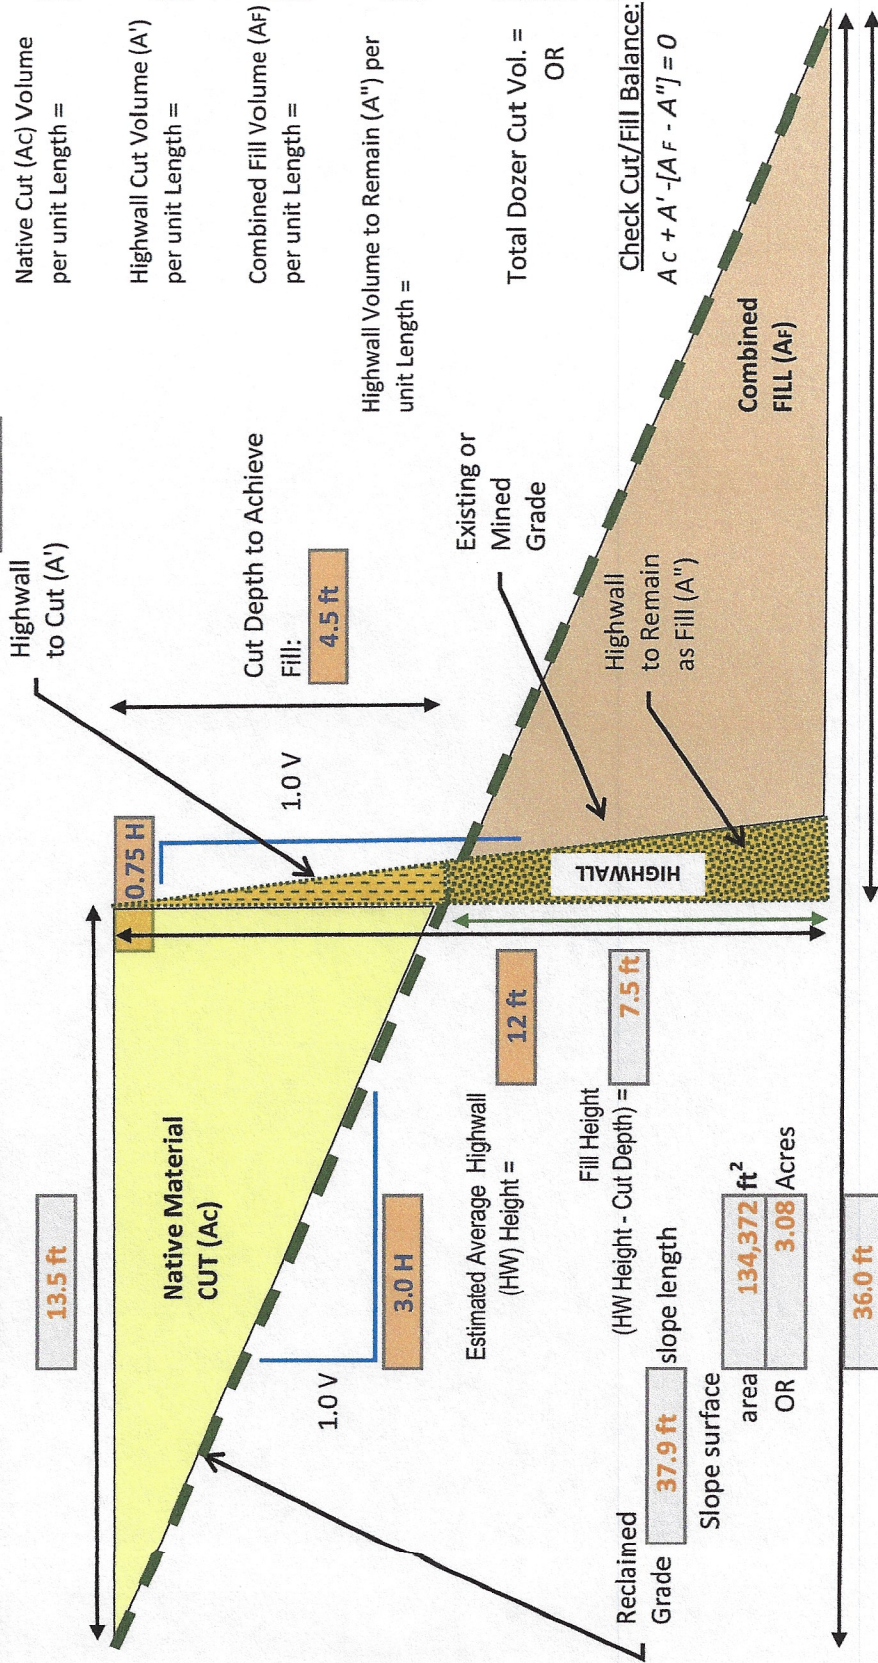 Native Cut (Ac) Volume
per unit Length =
Highwall Cut Volume (A')
per unit Length =
Combined Fill Volume (AF)
per unit Length =
Highwall Volume to Remain (A") per
unit Length =
Total Dozer Cut Vol. =
OR
Check Cut/Fill Balance:
Ac + A' -[AF - A"] = 0
Highwall
to Cut (A')
Cut Depth to Achieve
Fill:
4.5 ft
Existing or
Mined
Grade
Highwall
to Remain
as Fill (A")
Combined
FILL (AF)
0.75 H
1.0 V
HIGHWALL
13.5 ft
Native Material
CUT (Ac)
1.0 V
3.0 H
Estimated Average Highwall
(HW) Height =
12 ft
Fill Height
(HW Height - Cut Depth) =
7.5 ft
Reclaimed
Grade
37.9 ft
slope length
Slope surface
area
134,372
ft²
OR
3.08
Acres
36.0 ft